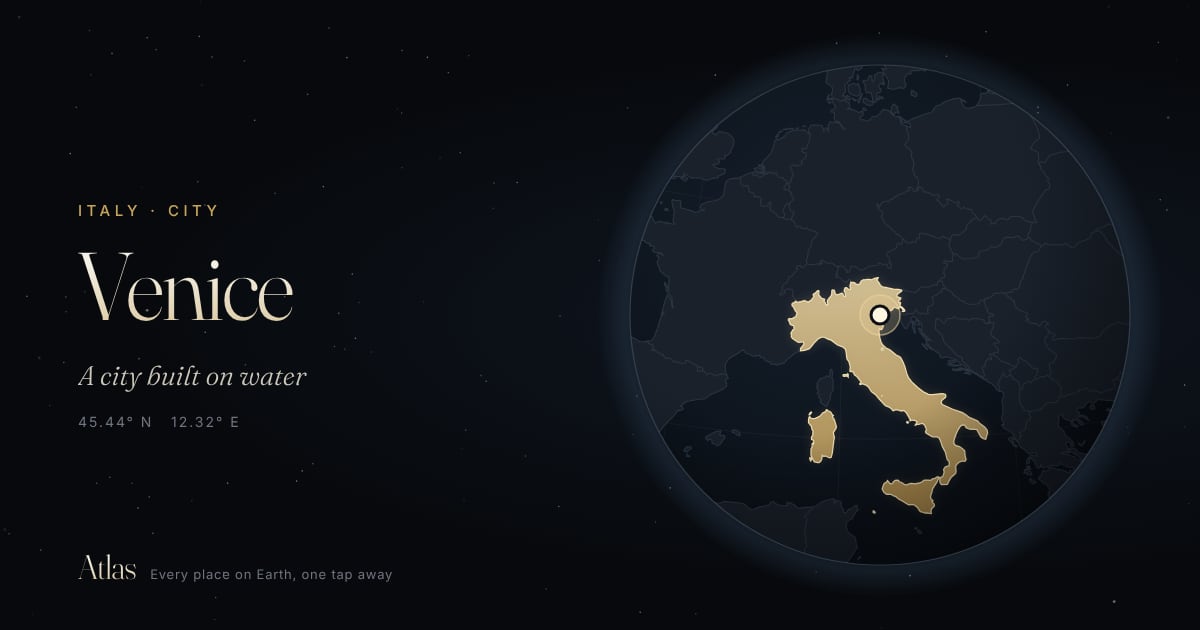 ITALY · CITY
Venice
A city built on water
45.44° N 12.32° E
Atlas Every place on Earth, one tap away